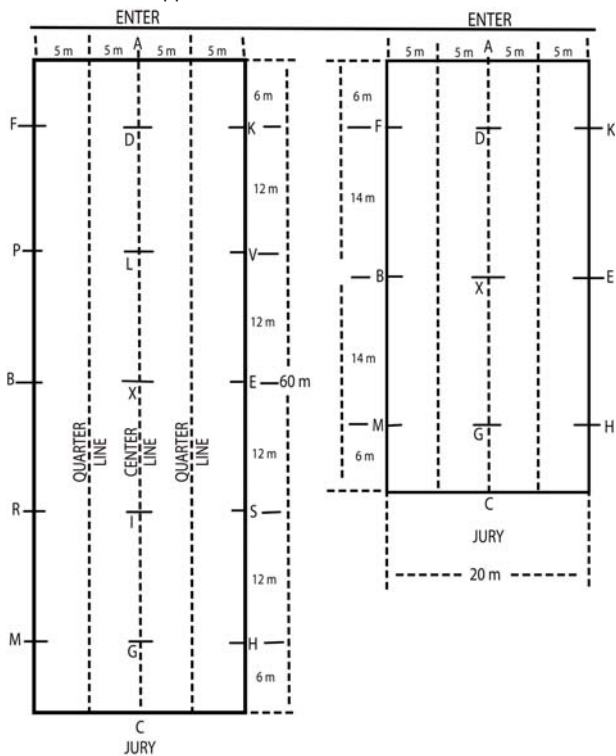 ENTER ENTER
5 m 5 m A 5 m 5 m
5 m 5 m A 5 m 5 m
6 m
6 m
F D K
F D K
12 m
14 m
P L V
12 m
B X E
B X E 60 m
14 m
QUARTER LINE
CENTER LINE
QUARTER LINE
12 m
M G H
R I S
6 m
C
JURY
12 m
20 m
M G H
6 m
C
JURY